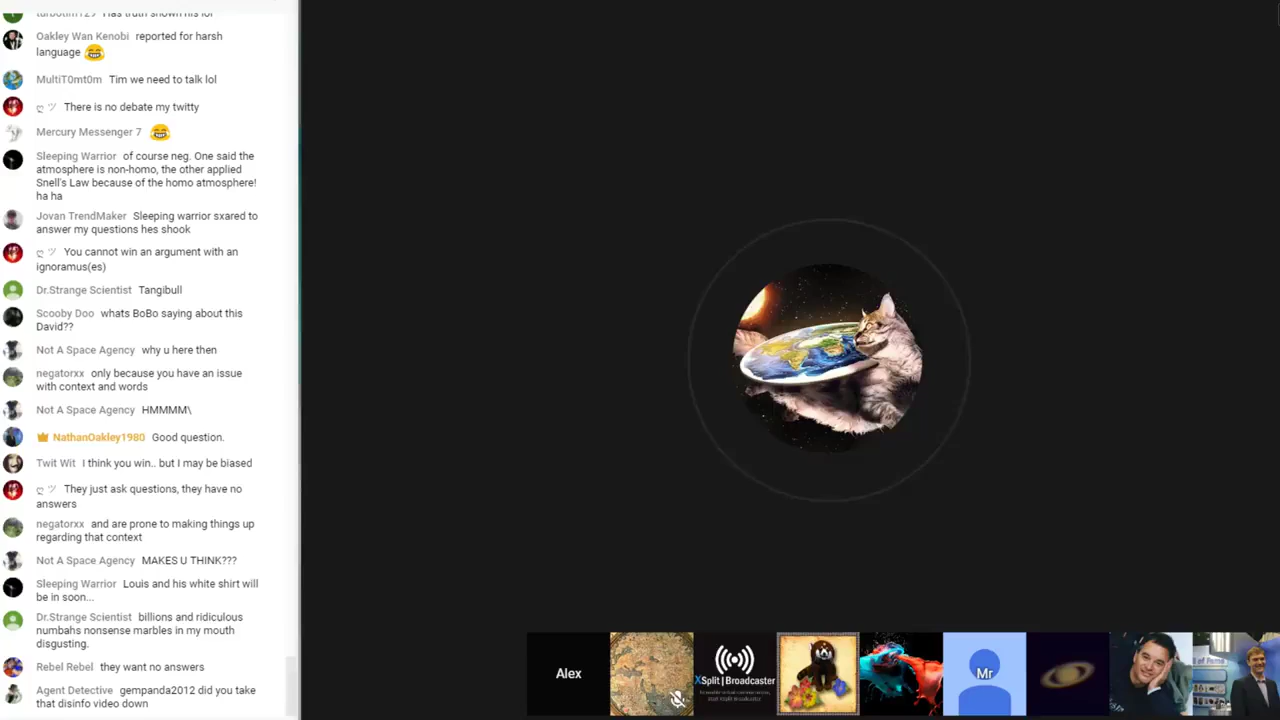 turbotim129 Has truth shown his lol
Oakley Wan Kenobi reported for harsh
language 😂
MultiT0mt0m Tim we need to talk lol
ღ ツ There is no debate my twitty
Mercury Messenger 7 😂
Sleeping Warrior of course neg. One said the
atmosphere is non-homo, the other applied
Snell's Law because of the homo atmosphere!
ha ha
Jovan TrendMaker Sleeping warrior sxared to
answer my questions hes shook
ღ ツ You cannot win an argument with an
ignoramus(es)
Dr.Strange Scientist Tangibull
Scooby Doo whats BoBo saying about this
David??
Not A Space Agency why u here then
negatorxx only because you have an issue
with context and words
Not A Space Agency HMMMM\
NathanOakley1980 Good question.
Twit Wit I think you win.. but I may be biased
ღ ツ They just ask questions, they have no
answers
negatorxx and are prone to making things up
regarding that context
Not A Space Agency MAKES U THINK???
Sleeping Warrior Louis and his white shirt will
be in soon...
Dr.Strange Scientist billions and ridiculous
numbahs nonsense marbles in my mouth
disgusting.
Rebel Rebel they want no answers
Agent Detective gempanda2012 did you take
that disinfo video down
Alex
XSplit | Broadcaster
Mr